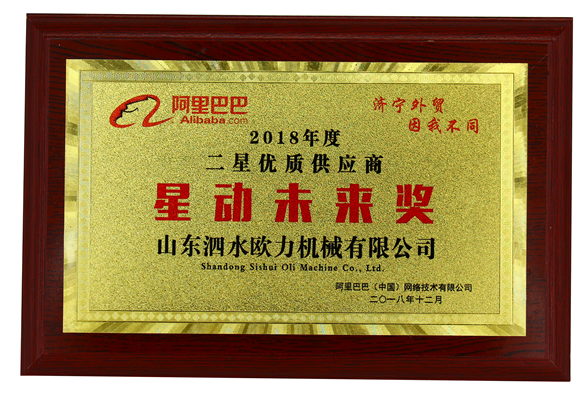 阿里巴巴
Alibaba.com
济宁外贸
因我不同
2018年度
二星优质供应商
星动未来奖
山东泗水欧力机械有限公司
Shandong Sishui Oli Machine Co., Ltd.
阿里巴巴（中国）网络技术有限公司
二〇一八年十二月